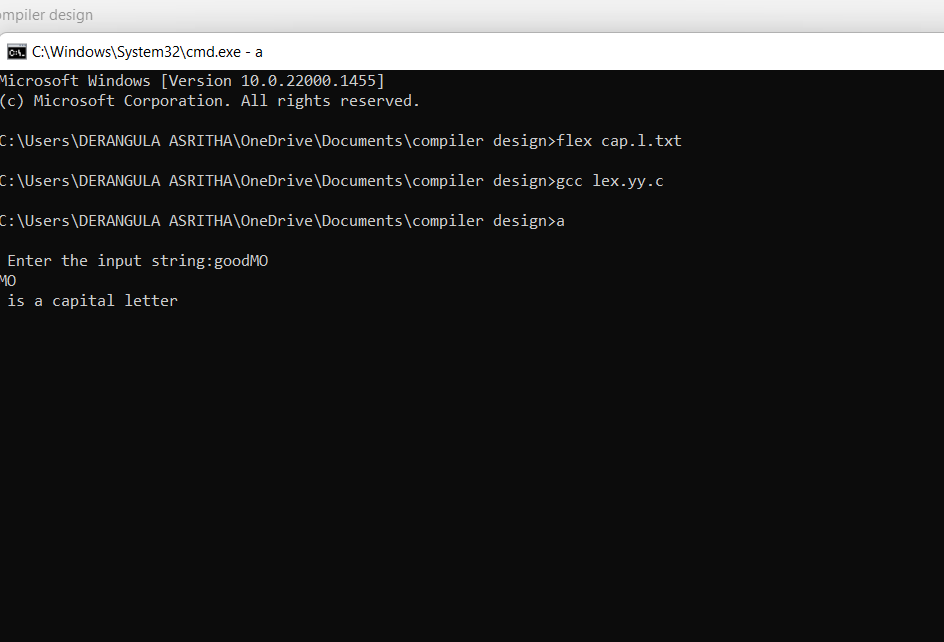 ompiler design
C:\Windows\System32\cmd.exe - a
Microsoft Windows [Version 10.0.22000.1455]
(c) Microsoft Corporation. All rights reserved.
C:\Users\DERANGULA ASRITHA\OneDrive\Documents\compiler design>flex cap.l.txt
C:\Users\DERANGULA ASRITHA\OneDrive\Documents\compiler design>gcc lex.yy.c
C:\Users\DERANGULA ASRITHA\OneDrive\Documents\compiler design>a
Enter the input string:goodMO
MO
is a capital letter